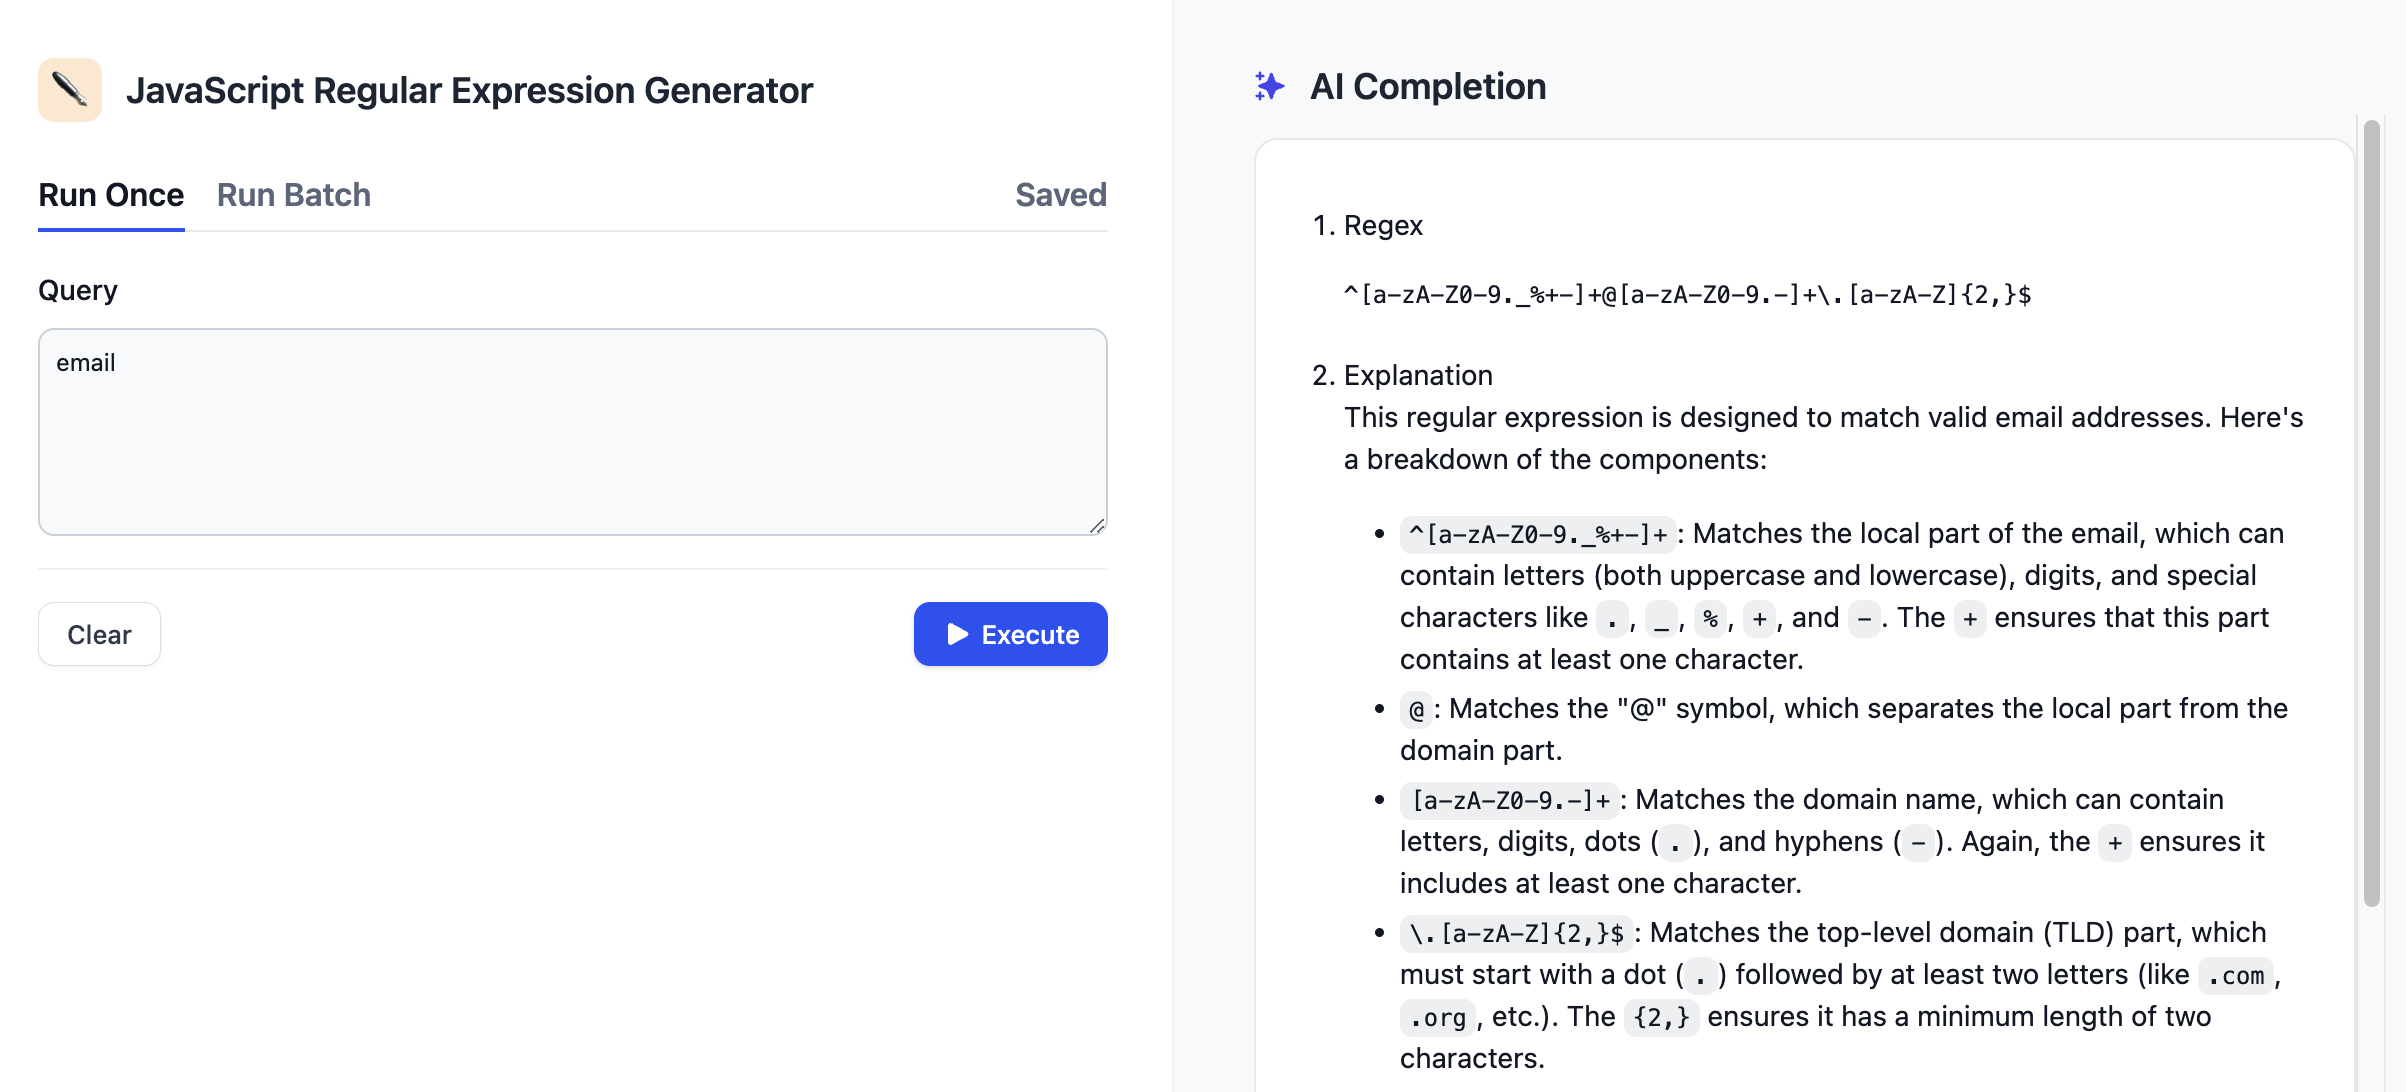 JavaScript Regular Expression Generator
Run Once Run Batch Saved
Query
email
Clear Execute
AI Completion
1. Regex
^[a-zA-Z0-9._%+-]+@[a-zA-Z0-9.-]+\.[a-zA-Z]{2,}$
2. Explanation
This regular expression is designed to match valid email addresses. Here's
a breakdown of the components:
• ^[a-zA-Z0-9._%+-]+: Matches the local part of the email, which can
contain letters (both uppercase and lowercase), digits, and special
characters like ., _, %, +, and -. The + ensures that this part
contains at least one character.
• @: Matches the "@" symbol, which separates the local part from the
domain part.
• [a-zA-Z0-9.-]+: Matches the domain name, which can contain
letters, digits, dots (.), and hyphens (-). Again, the + ensures it
includes at least one character.
• \.[a-zA-Z]{2,}$: Matches the top-level domain (TLD) part, which
must start with a dot (.) followed by at least two letters (like .com,
.org, etc.). The {2,} ensures it has a minimum length of two
characters.